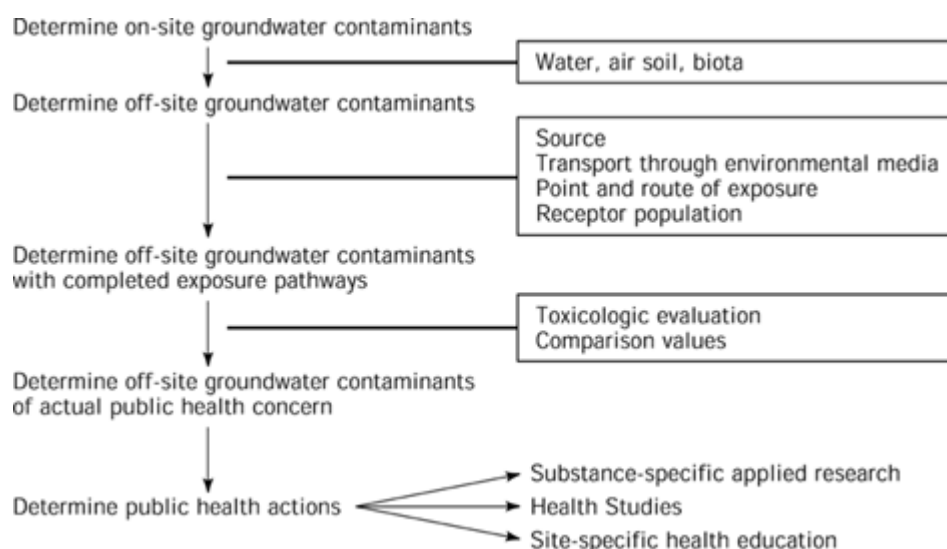 Determine on-site groundwater contaminants
Water, air soil, biota
Determine off-site groundwater contaminants
Source
Transport through environmental media
Point and route of exposure
Receptor population
Determine off-site groundwater contaminants
with completed exposure pathways
Toxicologic evaluation
Comparison values
Determine off-site groundwater contaminants
of actual public health concern
Substance-specific applied research
Determine public health actions
Health Studies
Site-specific health education